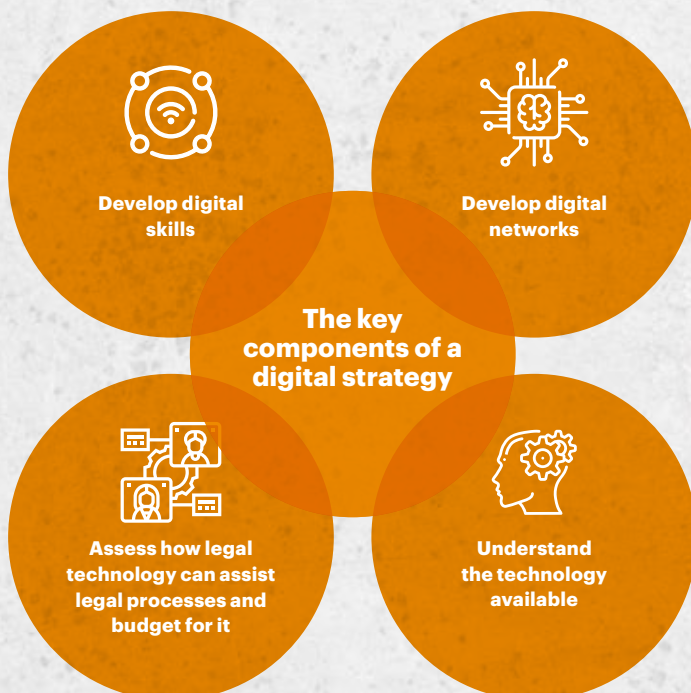 Develop digital
skills
Develop digital
networks
The key
components of a
digital strategy
Assess how legal
technology can assist
legal processes and
budget for it
Understand
the technology
available